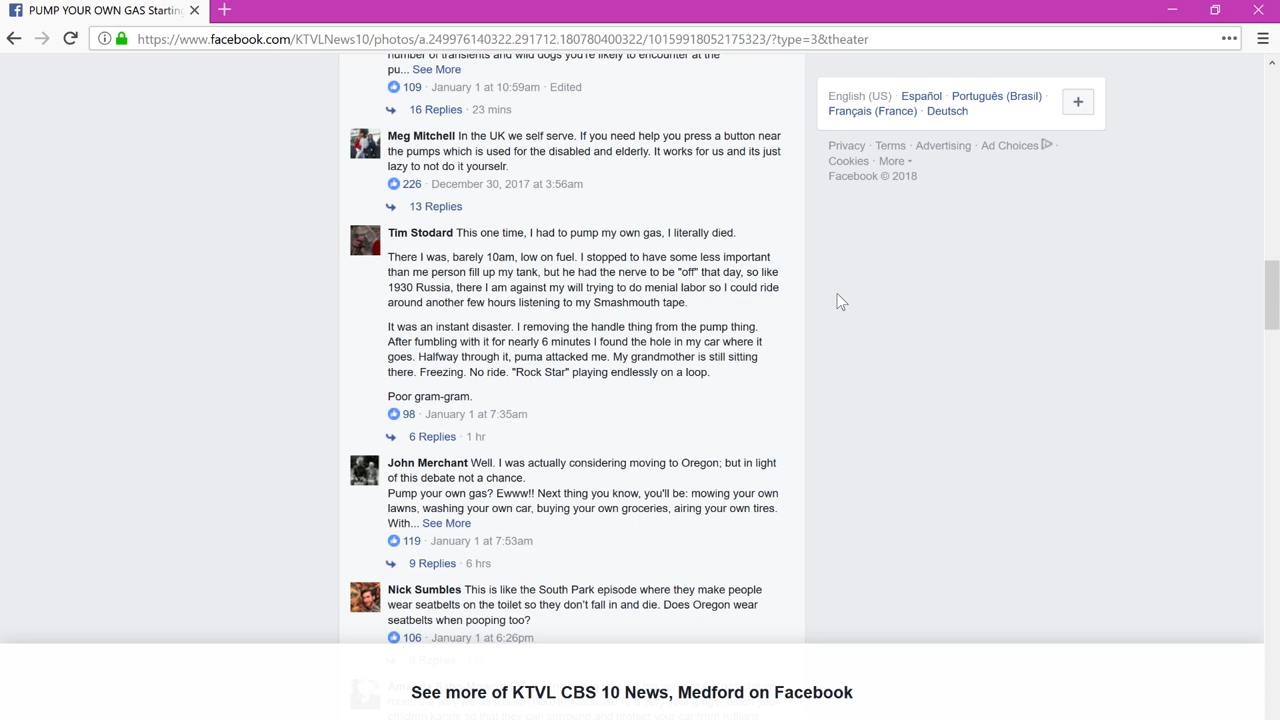 PUMP YOUR OWN GAS Starting
https://www.facebook.com/KTVLNews10/photos/a.249976140322.291712.180780400322/10159918052175323/?type=3&theater
number of transients and wild dogs you're likely to encounter at the
pu... See More
109 · January 1 at 10:59am · Edited
16 Replies · 23 mins
Meg Mitchell In the UK we self serve. If you need help you press a button near
the pumps which is used for the disabled and elderly. It works for us and its just
lazy to not do it yourselr.
226 · December 30, 2017 at 3:56am
13 Replies
Tim Stodard This one time, I had to pump my own gas, I literally died.
There I was, barely 10am, low on fuel. I stopped to have some less important
than me person fill up my tank, but he had the nerve to be "off" that day, so like
1930 Russia, there I am against my will trying to do menial labor so I could ride
around another few hours listening to my Smashmouth tape.
It was an instant disaster. I removing the handle thing from the pump thing.
After fumbling with it for nearly 6 minutes I found the hole in my car where it
goes. Halfway through it, puma attacked me. My grandmother is still sitting
there. Freezing. No ride. "Rock Star" playing endlessly on a loop.
Poor gram-gram.
98 · January 1 at 7:35am
6 Replies · 1 hr
John Merchant Well. I was actually considering moving to Oregon; but in light
of this debate not a chance.
Pump your own gas? Ewww!! Next thing you know, you'll be: mowing your own
lawns, washing your own car, buying your own groceries, airing your own tires.
With... See More
119 · January 1 at 7:53am
9 Replies · 6 hrs
Nick Sumbles This is like the South Park episode where they make people
wear seatbelts on the toilet so they don't fall in and die. Does Oregon wear
seatbelts when pooping too?
106 · January 1 at 6:26pm
Replies
See more of KTVL CBS 10 News, Medford on Facebook
children karate so that they can surround and protect your car from ruffians
English (US) · Español · Português (Brasil) ·
Français (France) · Deutsch
Privacy · Terms · Advertising · Ad Choices ·
Cookies · More
Facebook © 2018